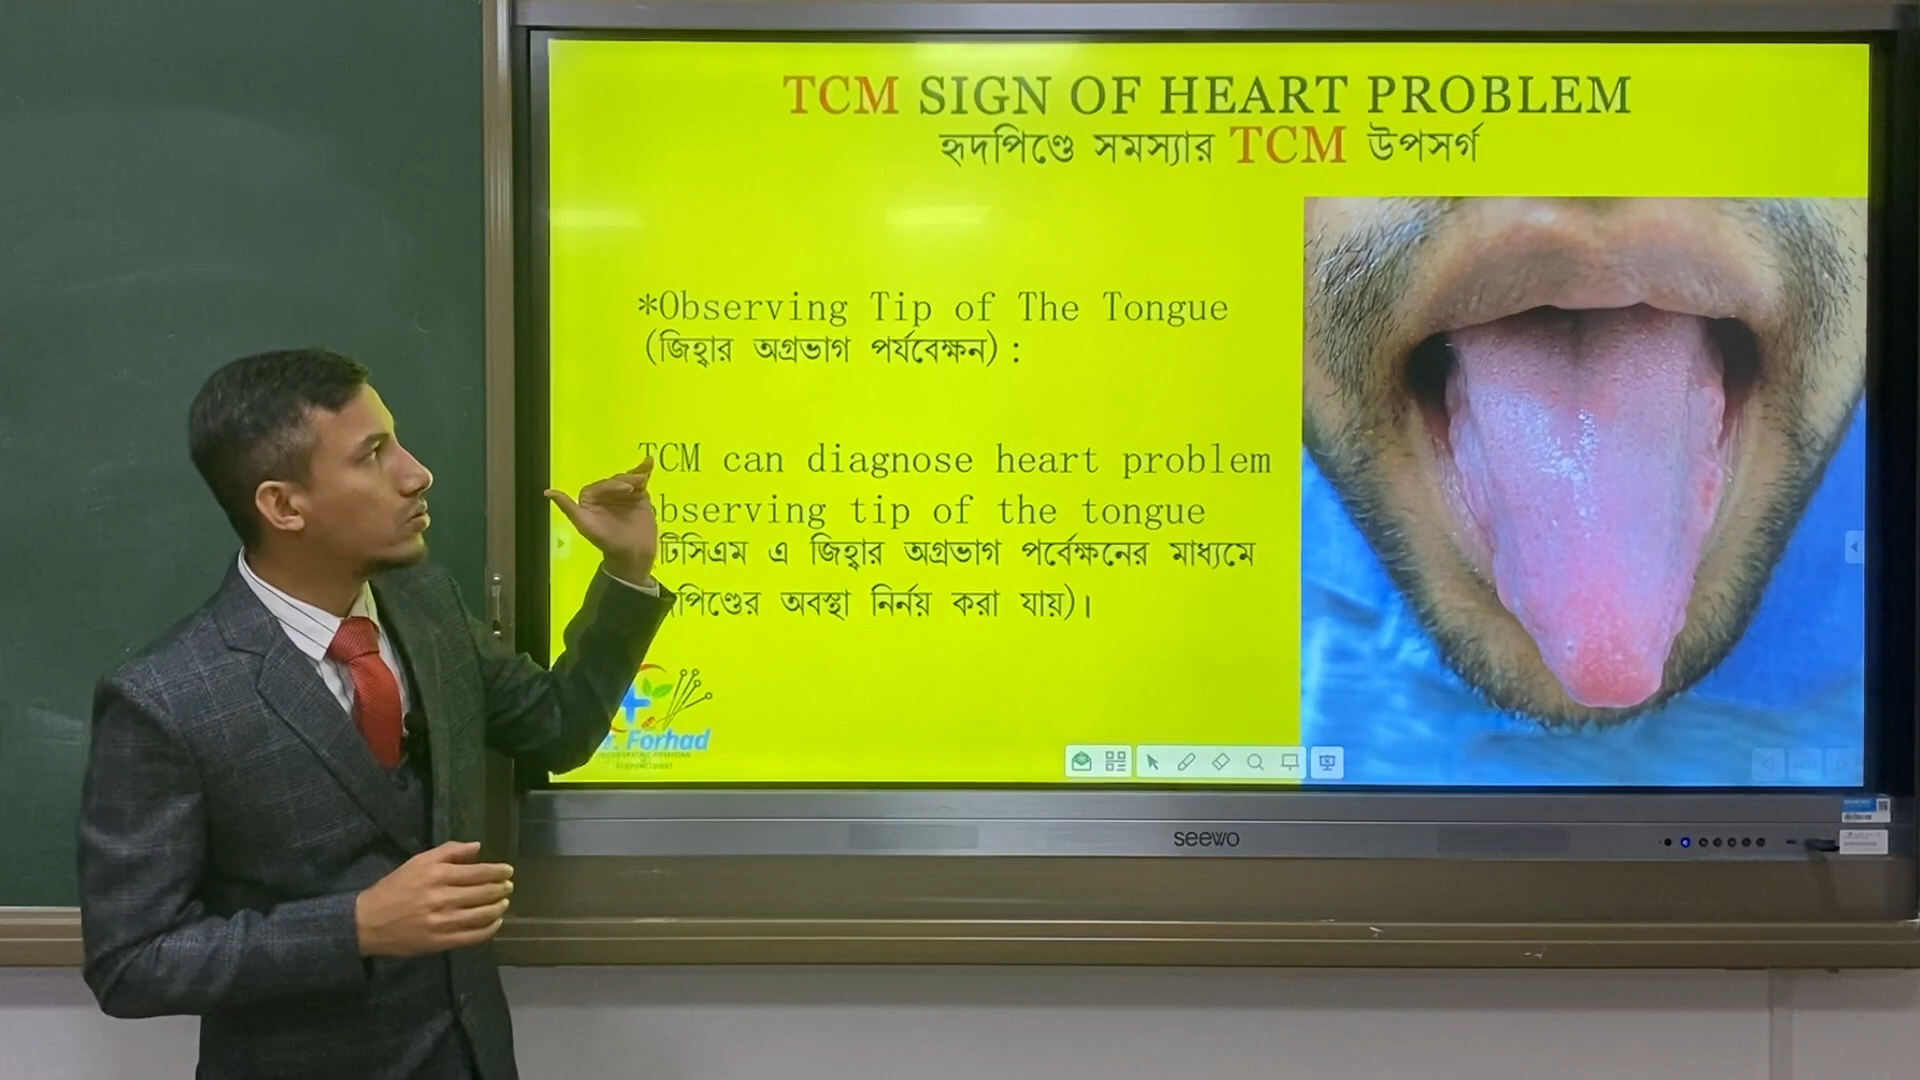 TCM SIGN OF HEART PROBLEM
হৃদপিণ্ডে সমস্যার TCM উপসর্গ
*Observing Tip of The Tongue
(জিহ্বার অগ্রভাগ পর্যবেক্ষন) :
TCM can diagnose heart problem
observing tip of the tongue
টিসিএম এ জিহ্বার অগ্রভাগ পর্বেক্ষনের মাধ্যমে
পিণ্ডের অবস্থা নির্নয় করা যায়)।
r. Forhad
seewo